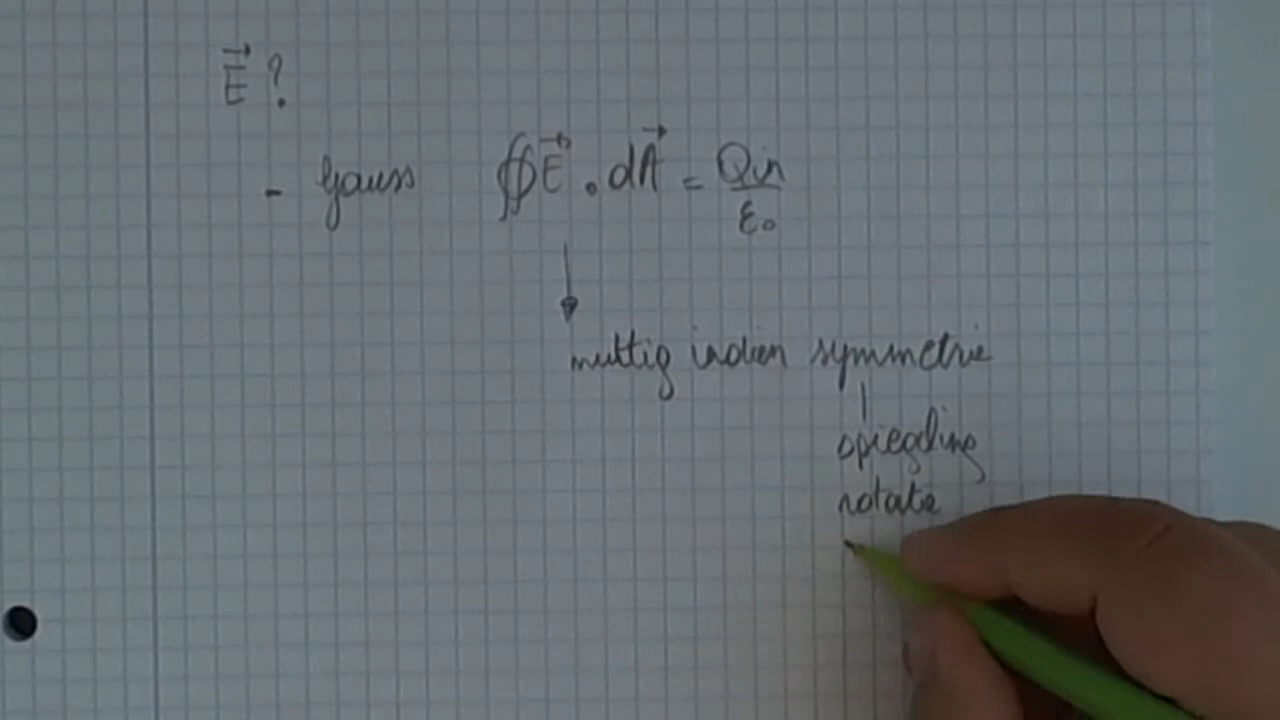 E⃗ ?
- Gauss ∯E⃗ . dA⃗ = Qin/ε₀
nuttig indien symmetrie
spiegeling
rotatie